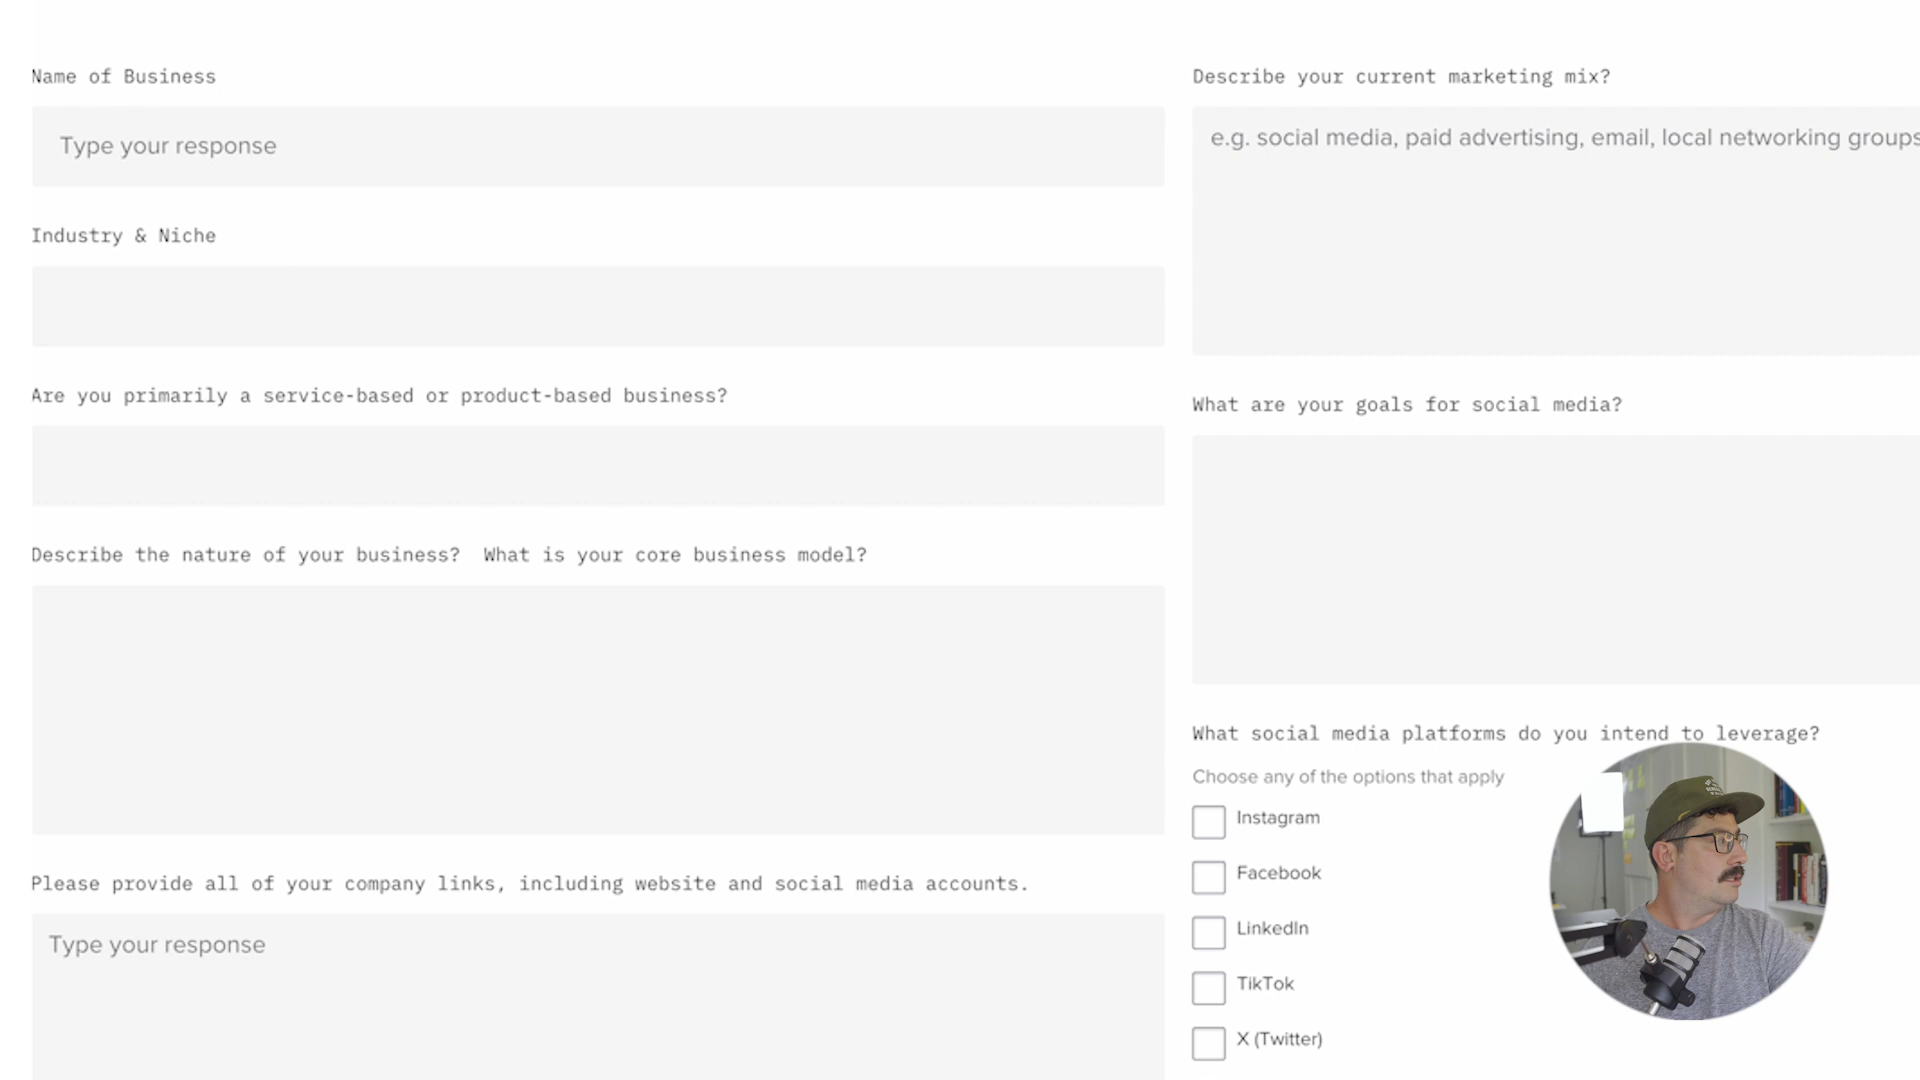 Name of Business
Type your response
Industry & Niche
Are you primarily a service-based or product-based business?
Describe the nature of your business?  What is your core business model?
Please provide all of your company links, including website and social media accounts.
Type your response
Describe your current marketing mix?
e.g. social media, paid advertising, email, local networking groups
What are your goals for social media?
What social media platforms do you intend to leverage?
Choose any of the options that apply
Instagram
Facebook
LinkedIn
TikTok
X (Twitter)